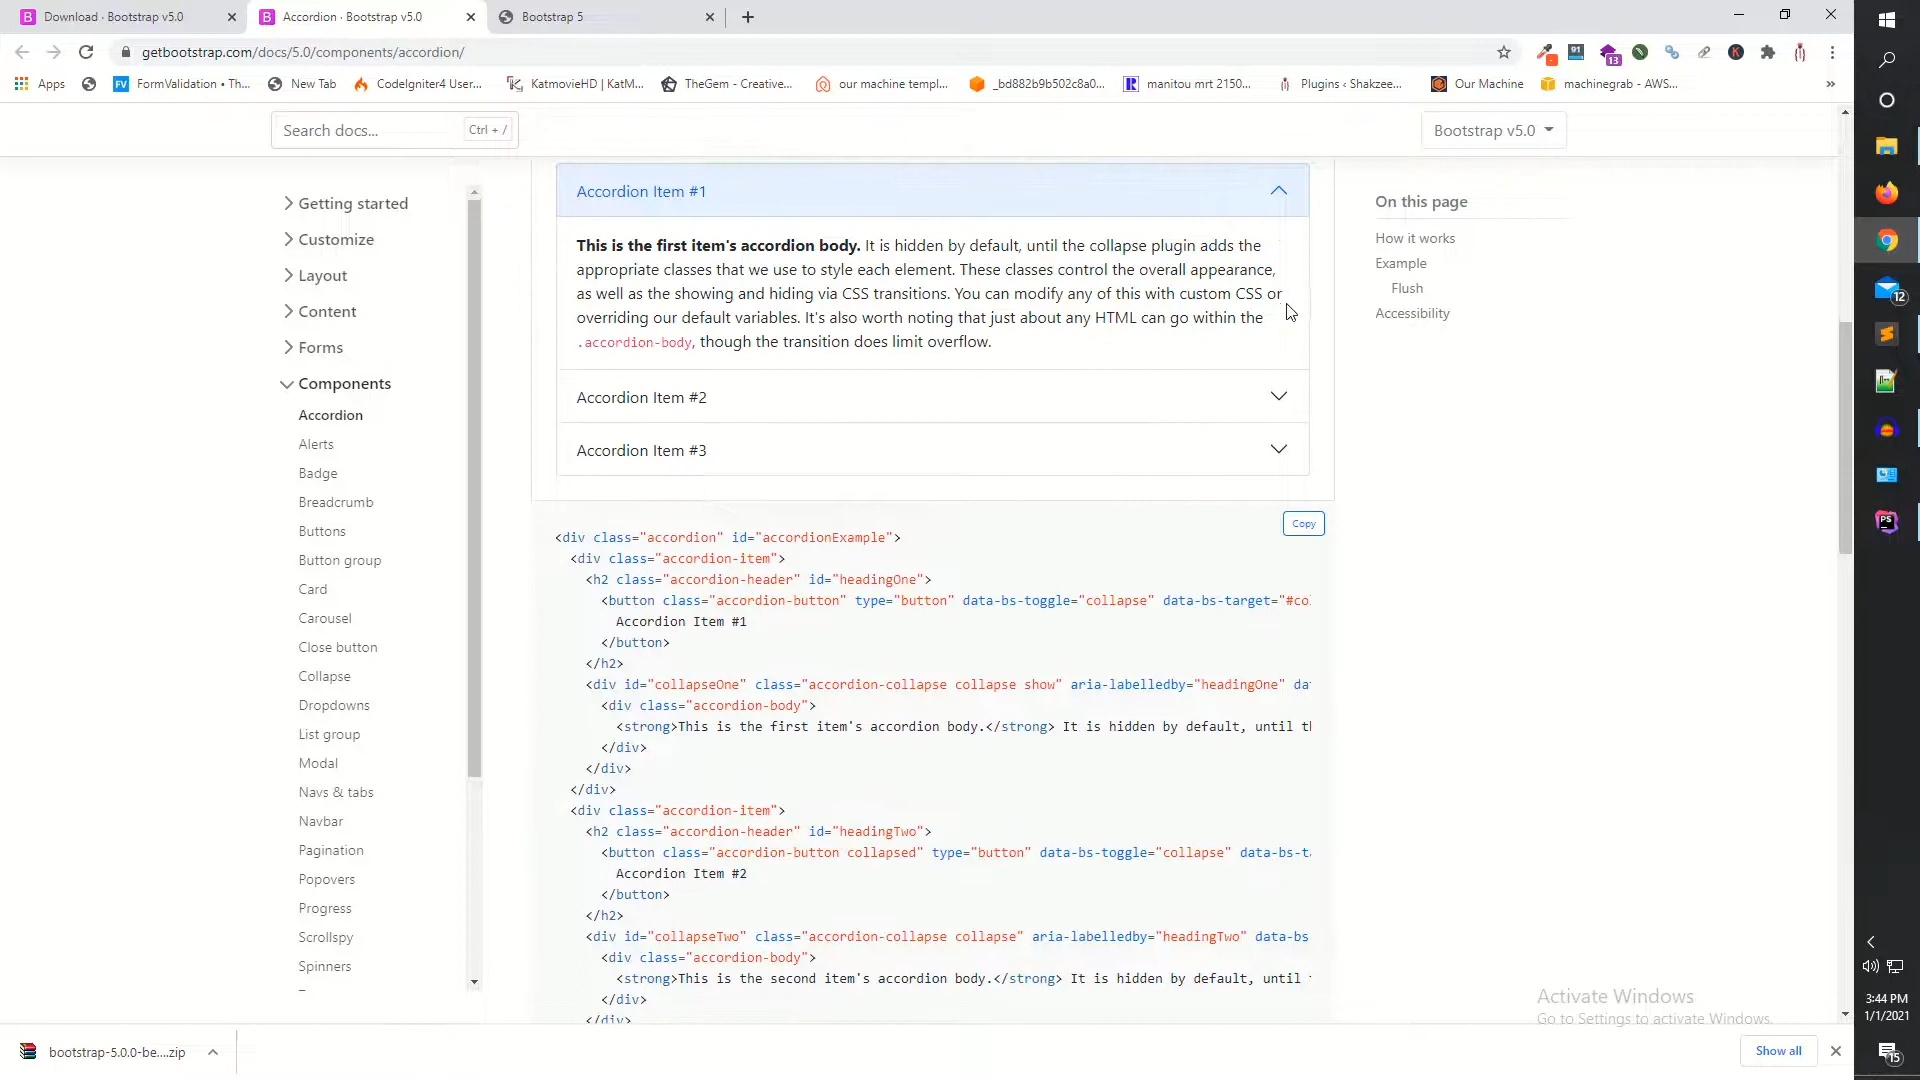 Download · Bootstrap v5.0
Accordion · Bootstrap v5.0
Bootstrap 5
getbootstrap.com/docs/5.0/components/accordion/
91
13
K
Apps
FV FormValidation • Th...
New Tab
CodeIgniter4 User...
KatmovieHD | KatM...
TheGem - Creative...
our machine templ...
_bd882b9b502c8a0...
manitou mrt 2150...
Plugins ‹ Shakzee...
Our Machine
machinegrab - AWS...
»
Search docs...
Ctrl + /
Bootstrap v5.0
Getting started
Customize
Layout
Content
Forms
Components
Accordion
Alerts
Badge
Breadcrumb
Buttons
Button group
Card
Carousel
Close button
Collapse
Dropdowns
List group
Modal
Navs & tabs
Navbar
Pagination
Popovers
Progress
Scrollspy
Spinners
Accordion Item #1
This is the first item's accordion body. It is hidden by default, until the collapse plugin adds the
appropriate classes that we use to style each element. These classes control the overall appearance,
as well as the showing and hiding via CSS transitions. You can modify any of this with custom CSS or
overriding our default variables. It's also worth noting that just about any HTML can go within the
.accordion-body, though the transition does limit overflow.
Accordion Item #2
Accordion Item #3
Copy
<div class="accordion" id="accordionExample">
<div class="accordion-item">
<h2 class="accordion-header" id="headingOne">
<button class="accordion-button" type="button" data-bs-toggle="collapse" data-bs-target="#co
Accordion Item #1
</button>
</h2>
<div id="collapseOne" class="accordion-collapse collapse show" aria-labelledby="headingOne" da
<div class="accordion-body">
<strong>This is the first item's accordion body.</strong> It is hidden by default, until t
</div>
</div>
</div>
<div class="accordion-item">
<h2 class="accordion-header" id="headingTwo">
<button class="accordion-button collapsed" type="button" data-bs-toggle="collapse" data-bs-t
Accordion Item #2
</button>
</h2>
<div id="collapseTwo" class="accordion-collapse collapse" aria-labelledby="headingTwo" data-bs
<div class="accordion-body">
<strong>This is the second item's accordion body.</strong> It is hidden by default, until
</div>
</div>
On this page
How it works
Example
Flush
Accessibility
Activate Windows
Go to Settings to activate Windows.
bootstrap-5.0.0-be....zip
Show all
12
PS
3:44 PM
1/1/2021
15